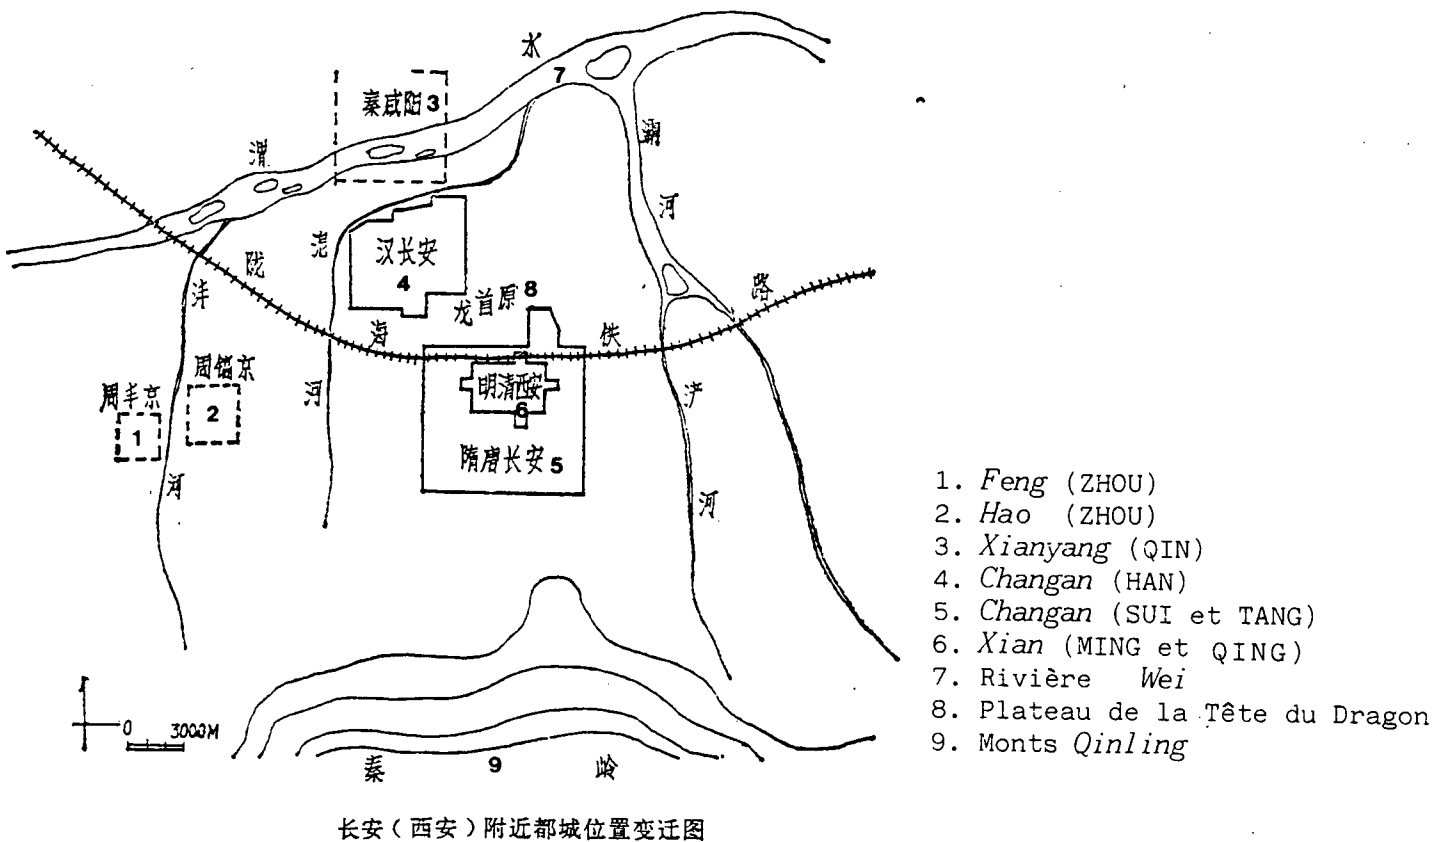 水
7
秦咸阳 3
渭
灞
河
浐
河
沣
河
陇
海
铁
路
河
汉长安
4
龙首原 8
周丰京
1
周镐京
2
明清西安
6
隋唐长安 5
0 3000M
秦 9 岭
长安（西安）附近都城位置变迁图
1. Feng (ZHOU)
2. Hao (ZHOU)
3. Xianyang (QIN)
4. Changan (HAN)
5. Changan (SUI et TANG)
6. Xian (MING et QING)
7. Rivière Wei
8. Plateau de la Tête du Dragon
9. Monts Qinling